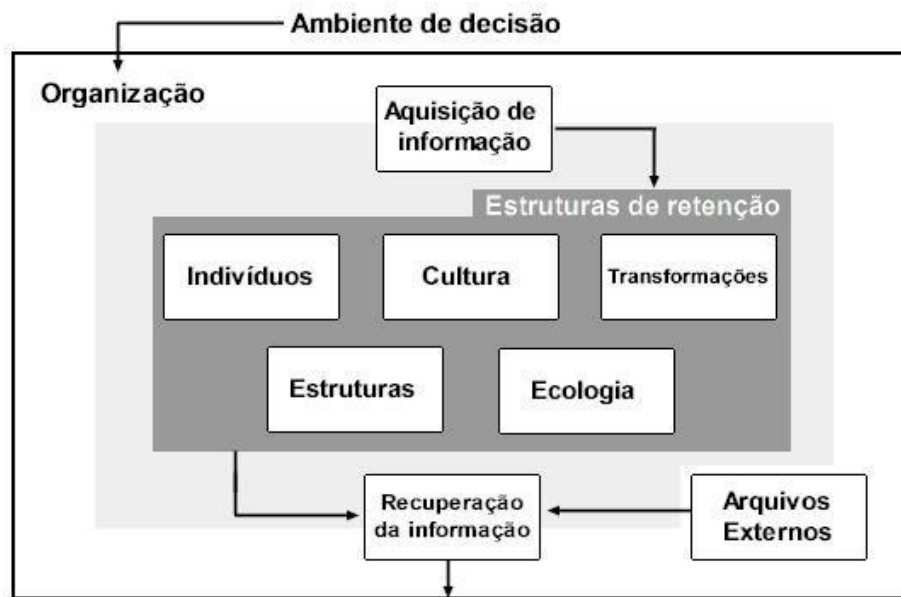 Ambiente de decisão
Organização
Aquisição de
informação
Estruturas de retenção
Indivíduos
Cultura
Transformações
Estruturas
Ecologia
Recuperação
da informação
Arquivos
Externos